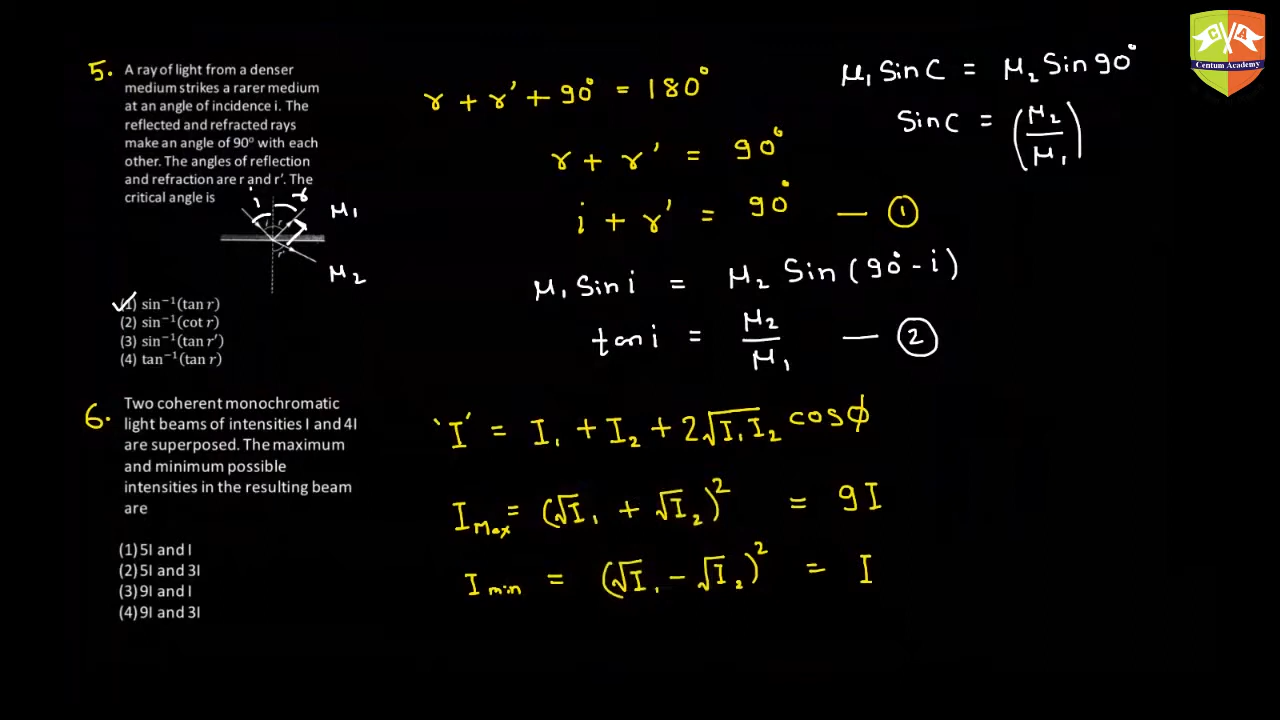 5. A ray of light from a denser
medium strikes a rarer medium
at an angle of incidence i. The
reflected and refracted rays
make an angle of 90° with each
other. The angles of reflection
and refraction are r and r'. The
critical angle is
i r μ₁
i r
r'
μ₂
(1) sin⁻¹(tan r)
(2) sin⁻¹(cot r)
(3) sin⁻¹(tan r')
(4) tan⁻¹(tan r)
r + r' + 90° = 180°
r + r' = 90°
i + r' = 90° — ①
μ₁ Sin i = μ₂ Sin (90° - i)
tan i = μ₂/μ₁ — ②
μ₁ Sin C = μ₂ Sin 90°
Sin C = (μ₂/μ₁)
6. Two coherent monochromatic
light beams of intensities I and 4I
are superposed. The maximum
and minimum possible
intensities in the resulting beam
are
(1) 5I and I
(2) 5I and 3I
(3) 9I and I
(4) 9I and 3I
'I' = I₁ + I₂ + 2√I₁I₂ cos ϕ
I Max = (√I₁ + √I₂)² = 9I
I min = (√I₁ - √I₂)² = I
C A
Centum Academy